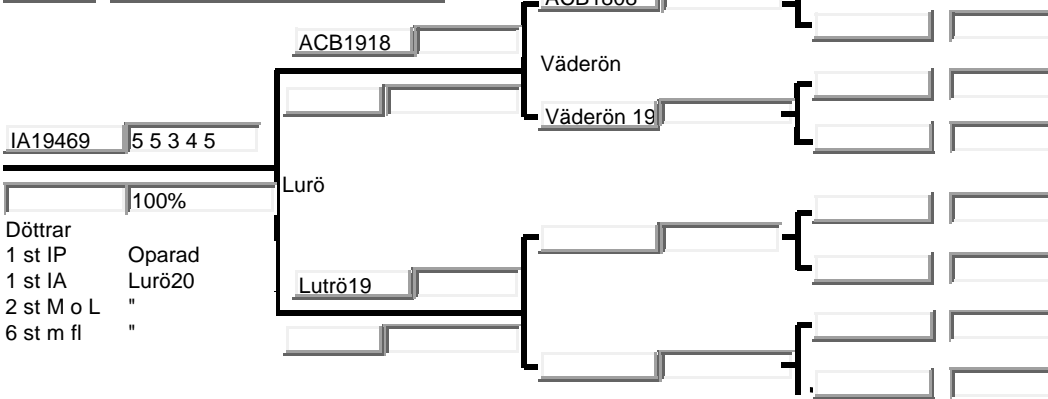 ACB1808
ACB1918
Väderön
Väderön 19
IA19469 5 5 3 4 5
Lurö
100%
Döttrar
1 st IP Oparad
1 st IA Lurö20
2 st M o L "
6 st m fl "
Lutrö19